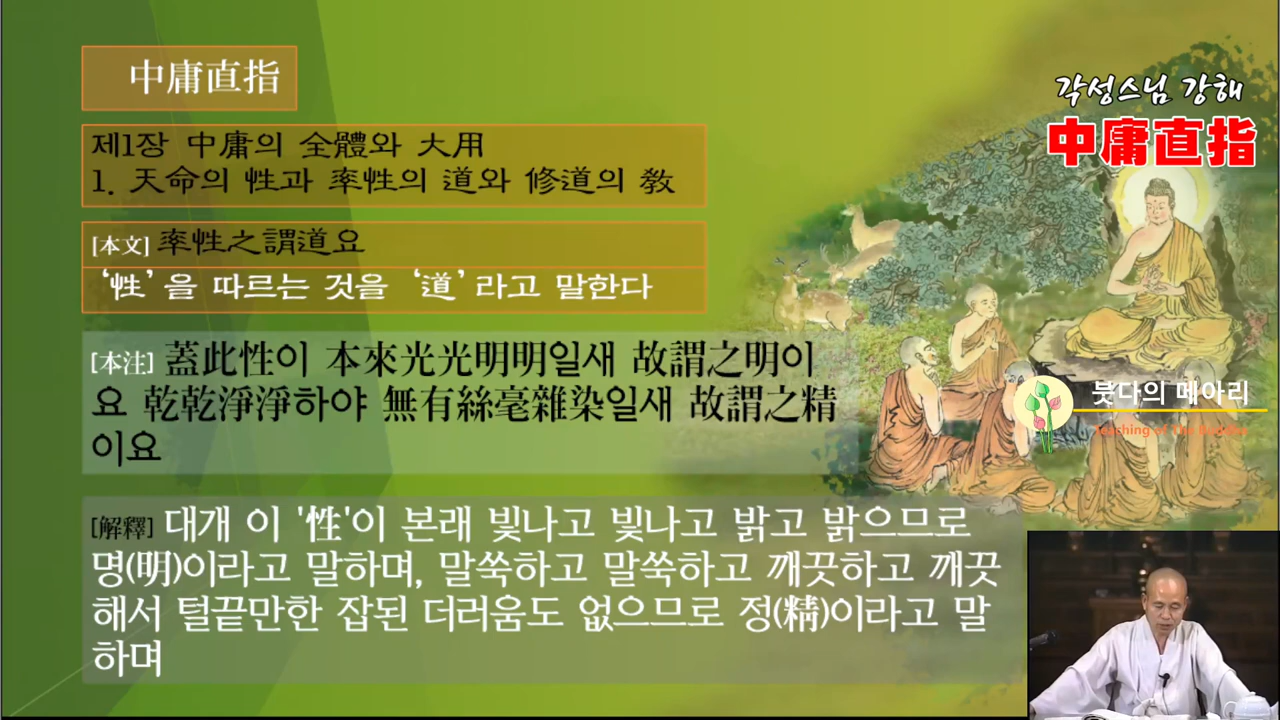 中庸直指
제1장 中庸의 全體와 大用
1. 天命의 性과 率性의 道와 修道의 敎
[本文] 率性之謂道요
‘性’을 따르는 것을 ‘道’라고 말한다
[本注] 蓋此性이 本來光光明明일새 故謂之明이
요 乾乾淨淨하야 無有絲毫雜染일새 故謂之精
이요
[解釋] 대개 이 '性'이 본래 빛나고 빛나고 밝고 밝으므로
명(明)이라고 말하며, 말쑥하고 말쑥하고 깨끗하고 깨끗
해서 털끝만한 잡된 더러움도 없으므로 정(精)이라고 말
하며
각성스님 강해
中庸直指
붓다의 메아리
Teaching of The Buddha